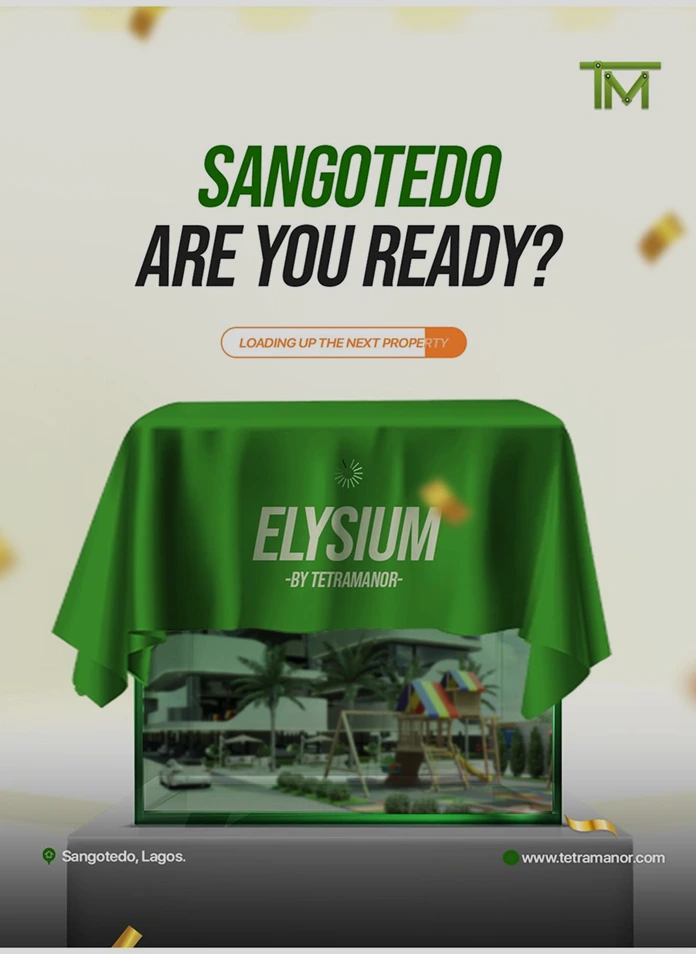 TM
SANGOTEDO
ARE YOU READY?
LOADING UP THE NEXT PROPERTY
ELYSIUM
-BY TETRAMANOR-
Sangotedo, Lagos.
www.tetramanor.com